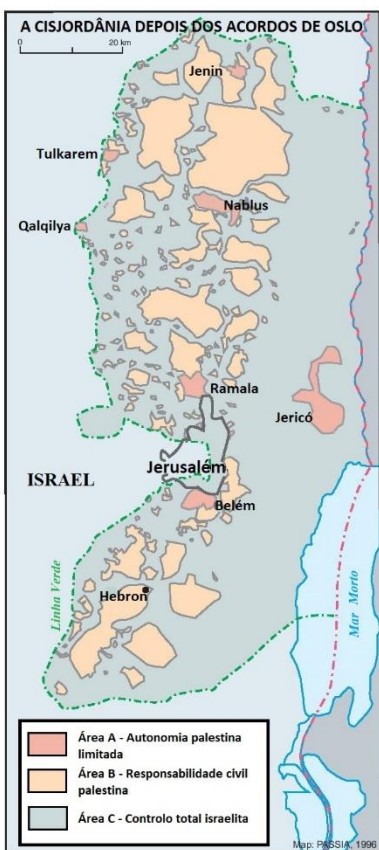 A CISJORDÂNIA DEPOIS DOS ACORDOS DE OSLO
0 20 km
Jenin
Tulkarem
Nablus
Qalqilya
Ramala
Jericó
Jerusalém
ISRAEL
Belém
Hebron
Linha Verde
Mar Morto
Área A - Autonomia palestina
limitada
Área B - Responsabilidade civil
palestina
Área C - Controlo total israelita
Map: PASSIA, 1996